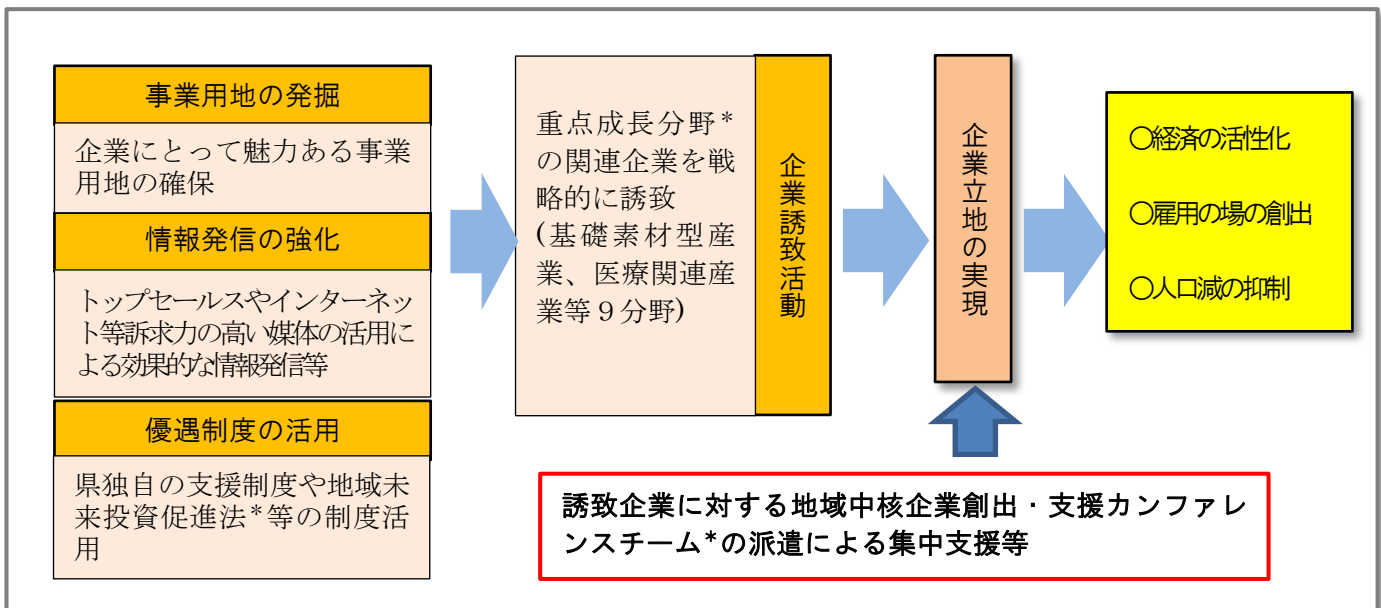 事業用地の発掘
企業にとって魅力ある事業
用地の確保
情報発信の強化
トップセールスやインターネッ
ト等訴求力の高い媒体の活用に
よる効果的な情報発信等
優遇制度の活用
県独自の支援制度や地域未
来投資促進法*等の制度活
用
重点成長分野*
の関連企業を戦
略的に誘致
(基礎素材型産
業、医療関連産
業等９分野)
企業誘致活動
企業立地の実現
○経済の活性化
○雇用の場の創出
○人口減の抑制
誘致企業に対する地域中核企業創出・支援カンファレ
ンスチーム*の派遣による集中支援等